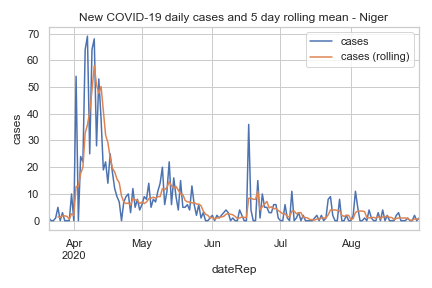 New COVID-19 daily cases and 5 day rolling mean - Niger
cases
cases (rolling)
70
60
50
40
30
20
10
0
cases
Apr
2020
May
Jun
Jul
Aug
dateRep